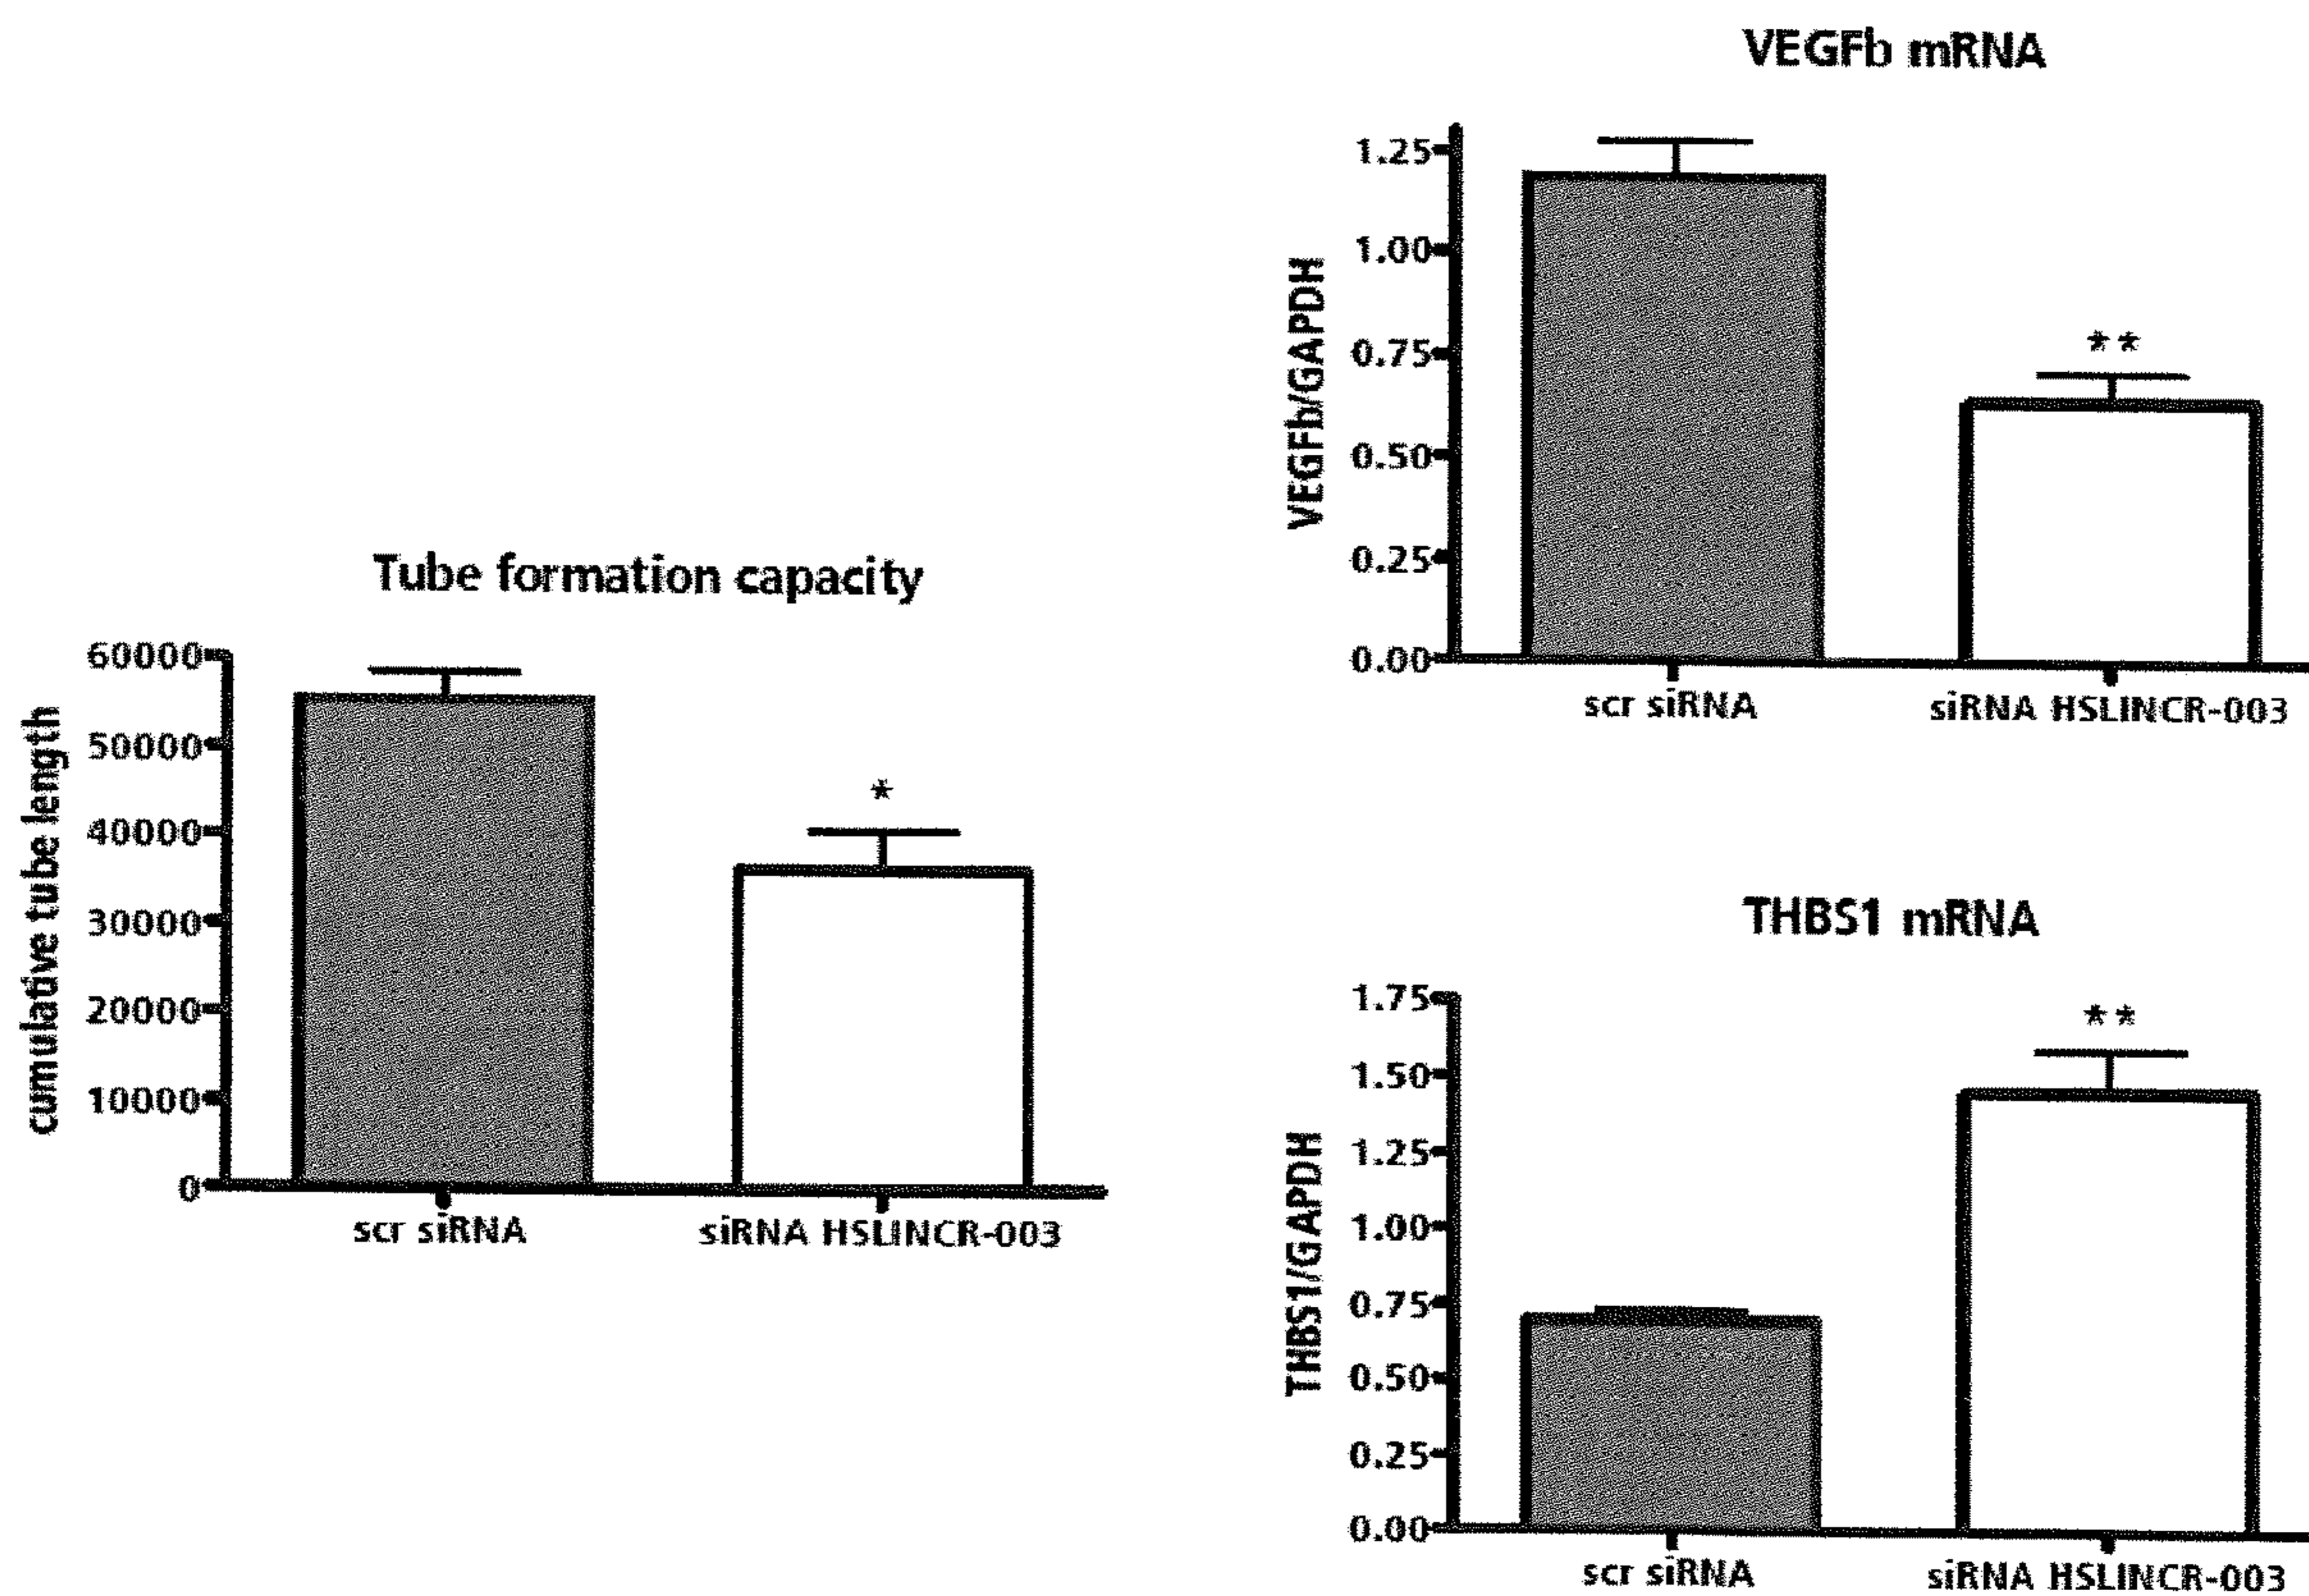 Tube formation capacity
cumulative tube length
60000
50000
40000
30000
20000
10000
0
*
scr siRNA
siRNA HSLINCR-003
VEGFb mRNA
VEGFb/GAPDH
1.25
1.00
0.75
0.50
0.25
0.00
**
scr siRNA
siRNA HSLINCR-003
THBS1 mRNA
THBS1/GAPDH
1.75
1.50
1.25
1.00
0.75
0.50
0.25
0.00
**
scr siRNA
siRNA HSLINCR-003